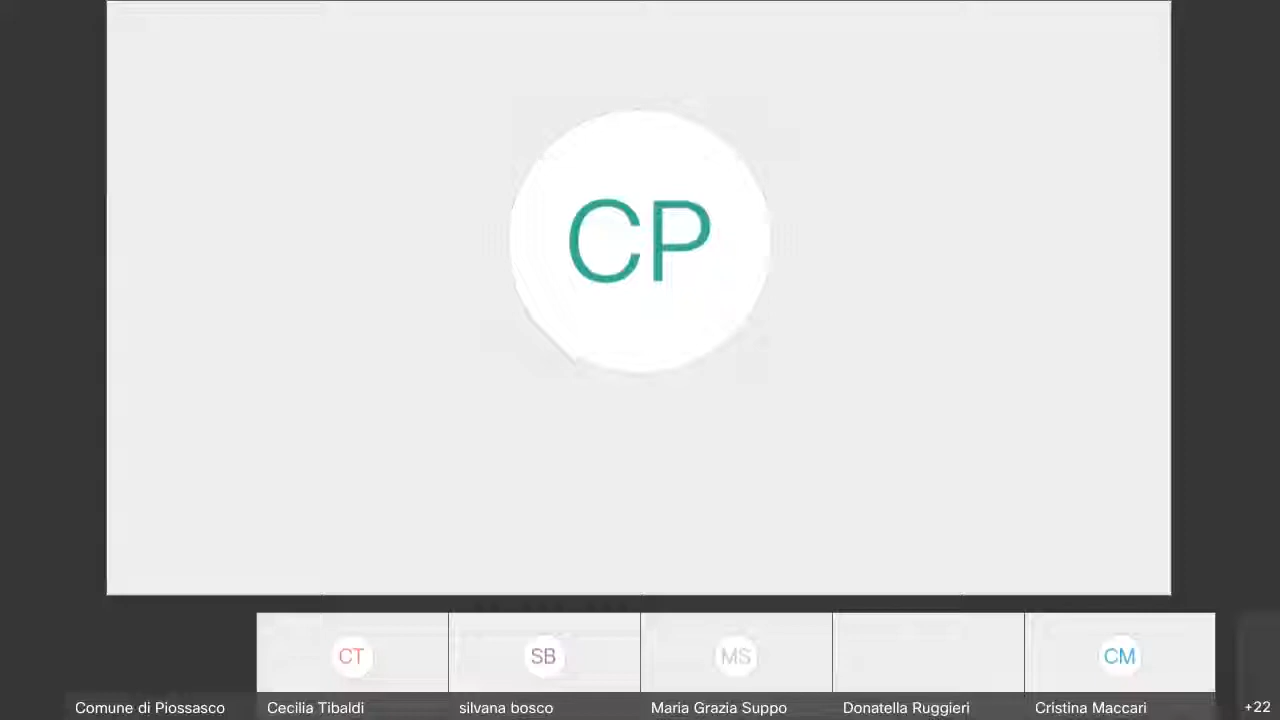 CP
CT
SB
MS
CM
Comune di Piossasco
Cecilia Tibaldi
silvana bosco
Maria Grazia Suppo
Donatella Ruggieri
Cristina Maccari
+22